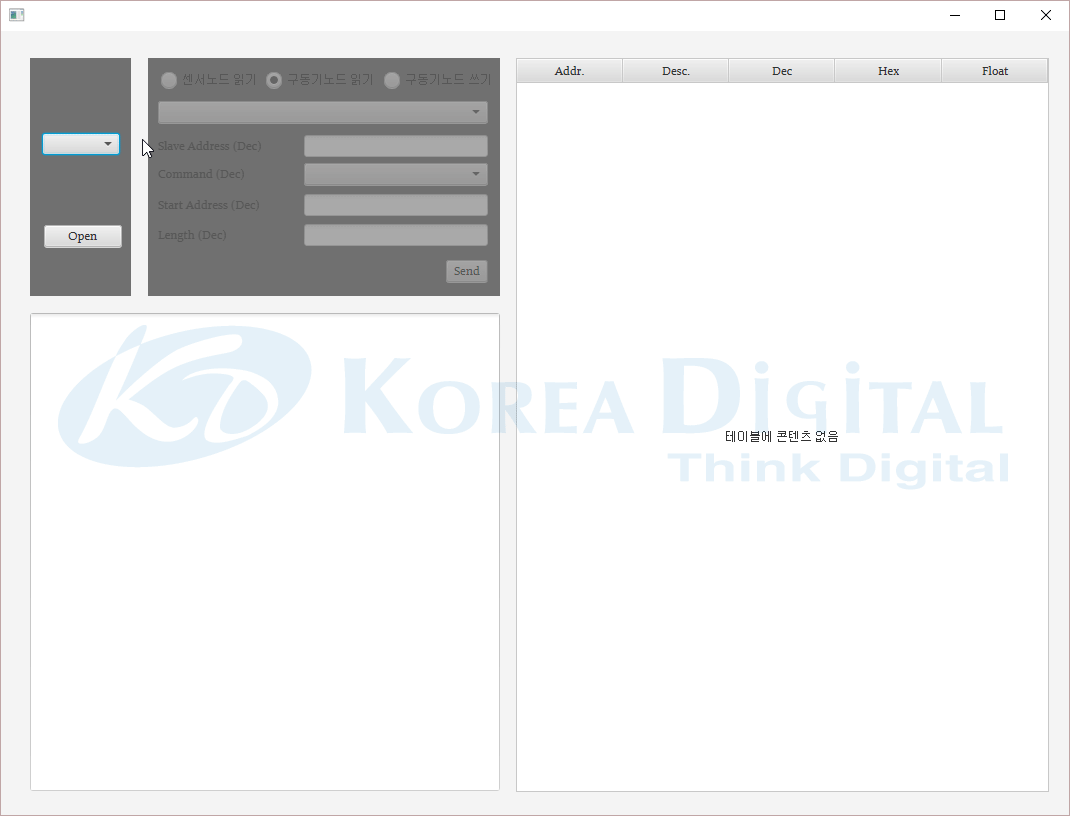 센서노드 읽기 구동기노드 읽기 구동기노드 쓰기
Slave Address (Dec)
Command (Dec)
Start Address (Dec)
Length (Dec)
Send
Open
Addr. Desc. Dec Hex Float
KOREA DiGiTAL
테이블에 콘텐츠 없음
Think Digital